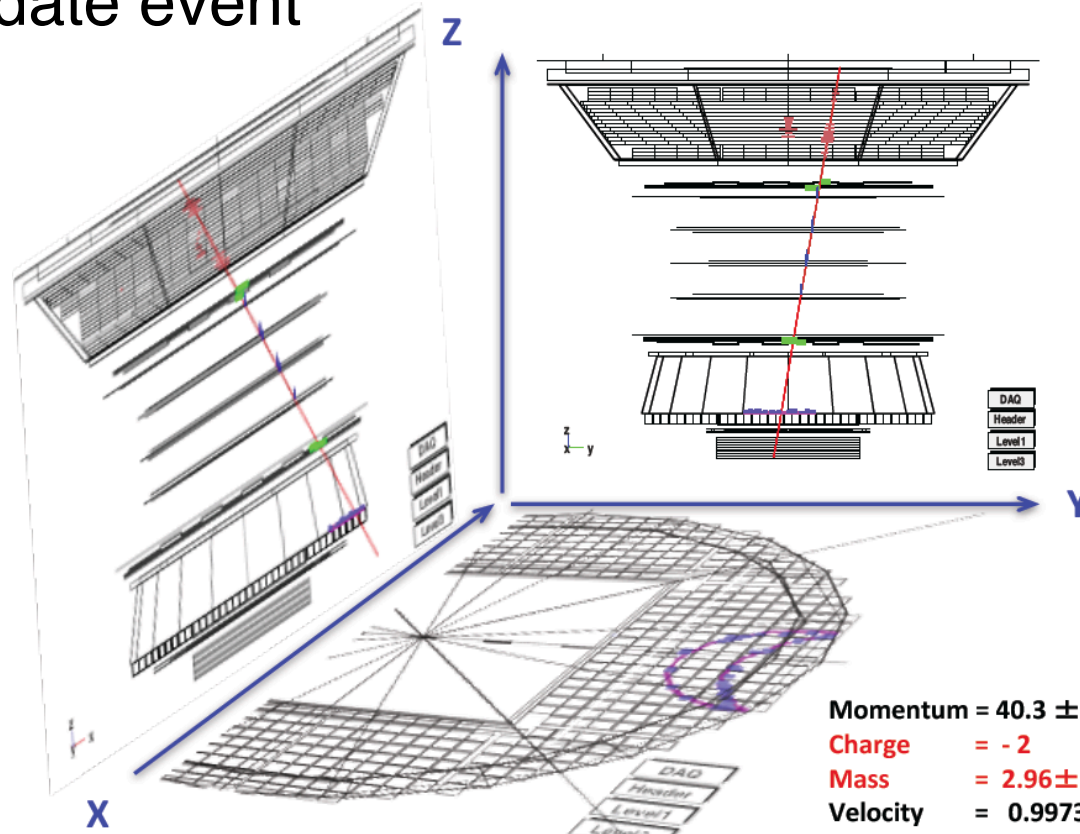 date event
Z
DAQ
Header
Level1
Level3
z
x y
DAQ
Header
Level1
Level3
Y
z
x
X
DAQ
Header
Level1
Momentum = 40.3 ±
Charge = - 2
Mass = 2.96±
Velocity = 0.9973